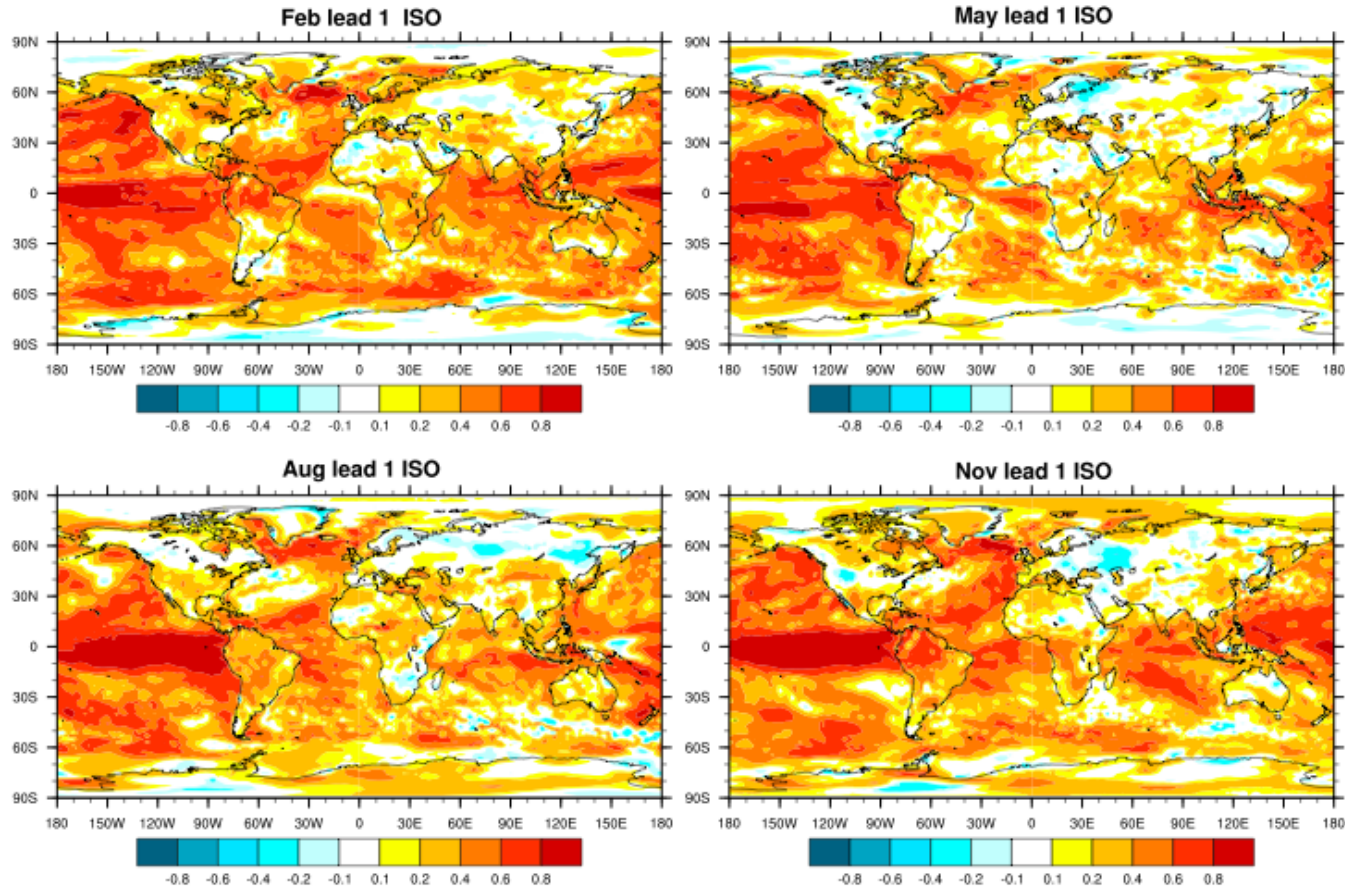 Feb lead 1 ISO
90N
60N
30N
0
30S
60S
90S
180 150W 120W 90W 60W 30W 0 30E 60E 90E 120E 150E 180
-0.8 -0.6 -0.4 -0.2 -0.1 0.1 0.2 0.4 0.6 0.8
May lead 1 ISO
90N
60N
30N
0
30S
60S
90S
180 150W 120W 90W 60W 30W 0 30E 60E 90E 120E 150E 180
-0.8 -0.6 -0.4 -0.2 -0.1 0.1 0.2 0.4 0.6 0.8
Aug lead 1 ISO
90N
60N
30N
0
30S
60S
90S
180 150W 120W 90W 60W 30W 0 30E 60E 90E 120E 150E 180
-0.8 -0.6 -0.4 -0.2 -0.1 0.1 0.2 0.4 0.6 0.8
Nov lead 1 ISO
90N
60N
30N
0
30S
60S
90S
180 150W 120W 90W 60W 30W 0 30E 60E 90E 120E 150E 180
-0.8 -0.6 -0.4 -0.2 -0.1 0.1 0.2 0.4 0.6 0.8